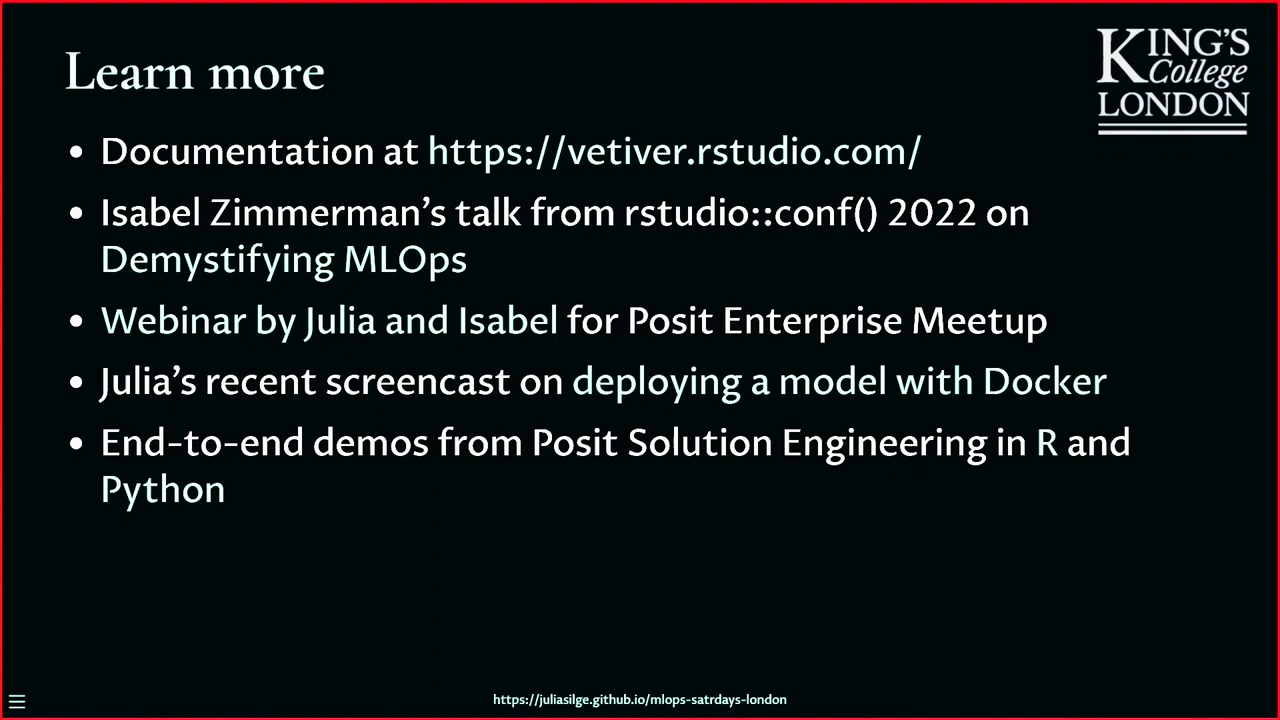 Learn more
KING'S
College
LONDON
• Documentation at https://vetiver.rstudio.com/
• Isabel Zimmerman’s talk from rstudio::conf() 2022 on
Demystifying MLOps
• Webinar by Julia and Isabel for Posit Enterprise Meetup
• Julia’s recent screencast on deploying a model with Docker
• End-to-end demos from Posit Solution Engineering in R and
Python
https://juliasilge.github.io/mlops-satrdays-london